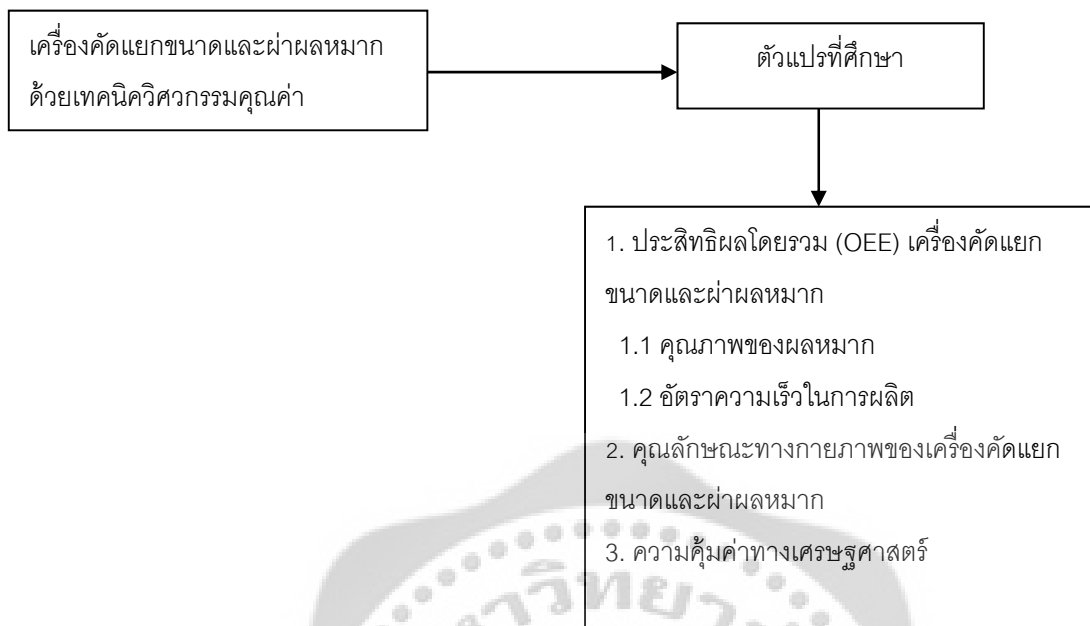 เครื่องคัดแยกขนาดและผ่าผลหมาก
ด้วยเทคนิควิศวกรรมคุณค่า
ตัวแปรที่ศึกษา
1. ประสิทธิผลโดยรวม (OEE) เครื่องคัดแยก
ขนาดและผ่าผลหมาก
1.1 คุณภาพของผลหมาก
1.2 อัตราความเร็วในการผลิต
2. คุณลักษณะทางกายภาพของเครื่องคัดแยก
ขนาดและผ่าผลหมาก
3. ความคุ้มค่าทางเศรษฐศาสตร์